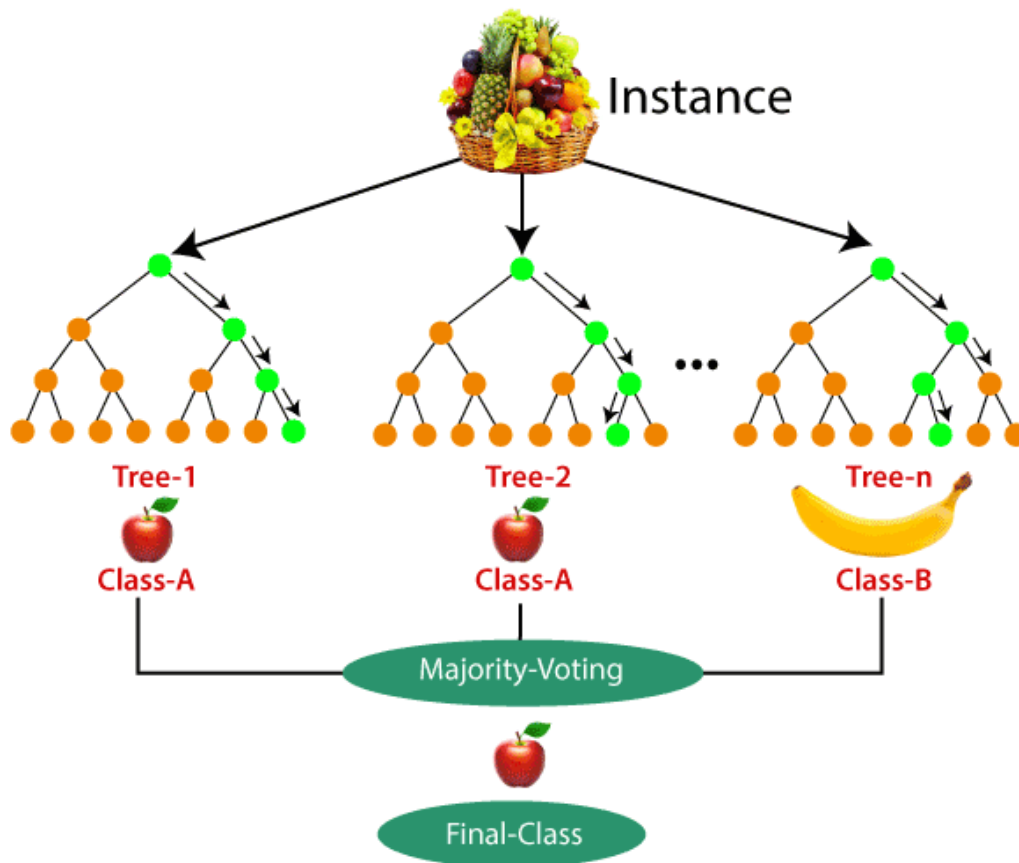 Instance
...
Tree-1
Tree-2
Tree-n
Class-A
Class-A
Class-B
Majority-Voting
Final-Class